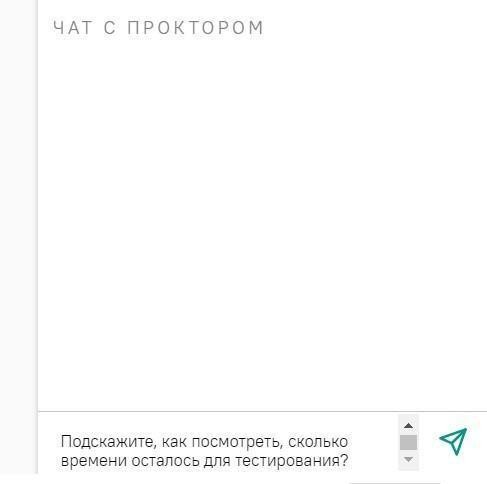 ЧАТ С ПРОКТОРОМ
Подскажите, как посмотреть, сколько
времени осталось для тестирования?